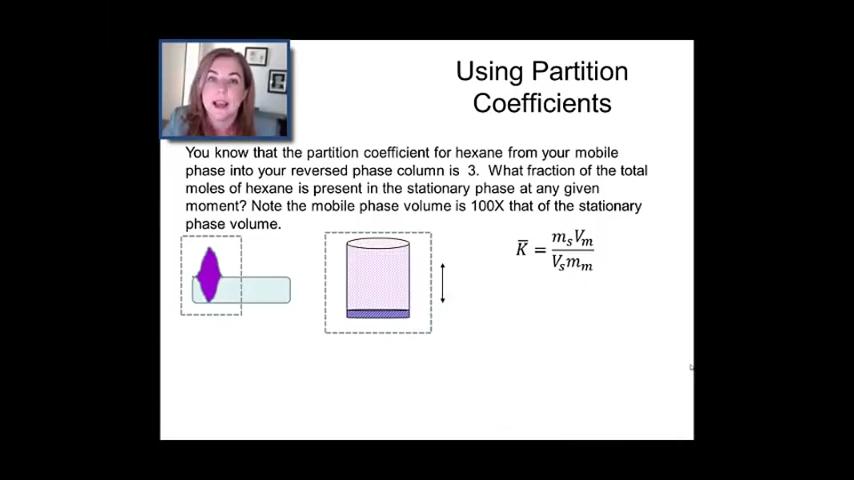 Using Partition
Coefficients
You know that the partition coefficient for hexane from your mobile
phase into your reversed phase column is 3. What fraction of the total
moles of hexane is present in the stationary phase at any given
moment? Note the mobile phase volume is 100X that of the stationary
phase volume.
K̅ = mₛVₘ / Vₛmₘ